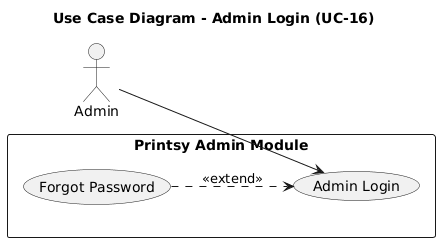 Use Case Diagram - Admin Login (UC-16)
Admin
Printsy Admin Module
Forgot Password
«extend»
Admin Login